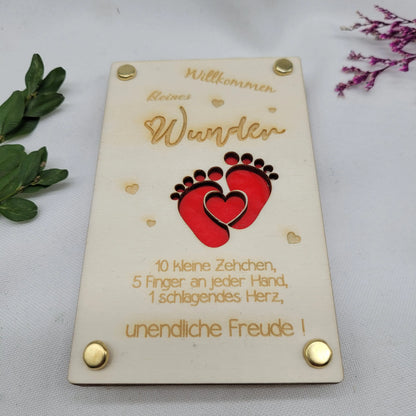 Willkommen
kleines
Wunder
10 kleine Zehchen,
5 Finger an jeder Hand,
1 schlagendes Herz,
unendliche Freude !